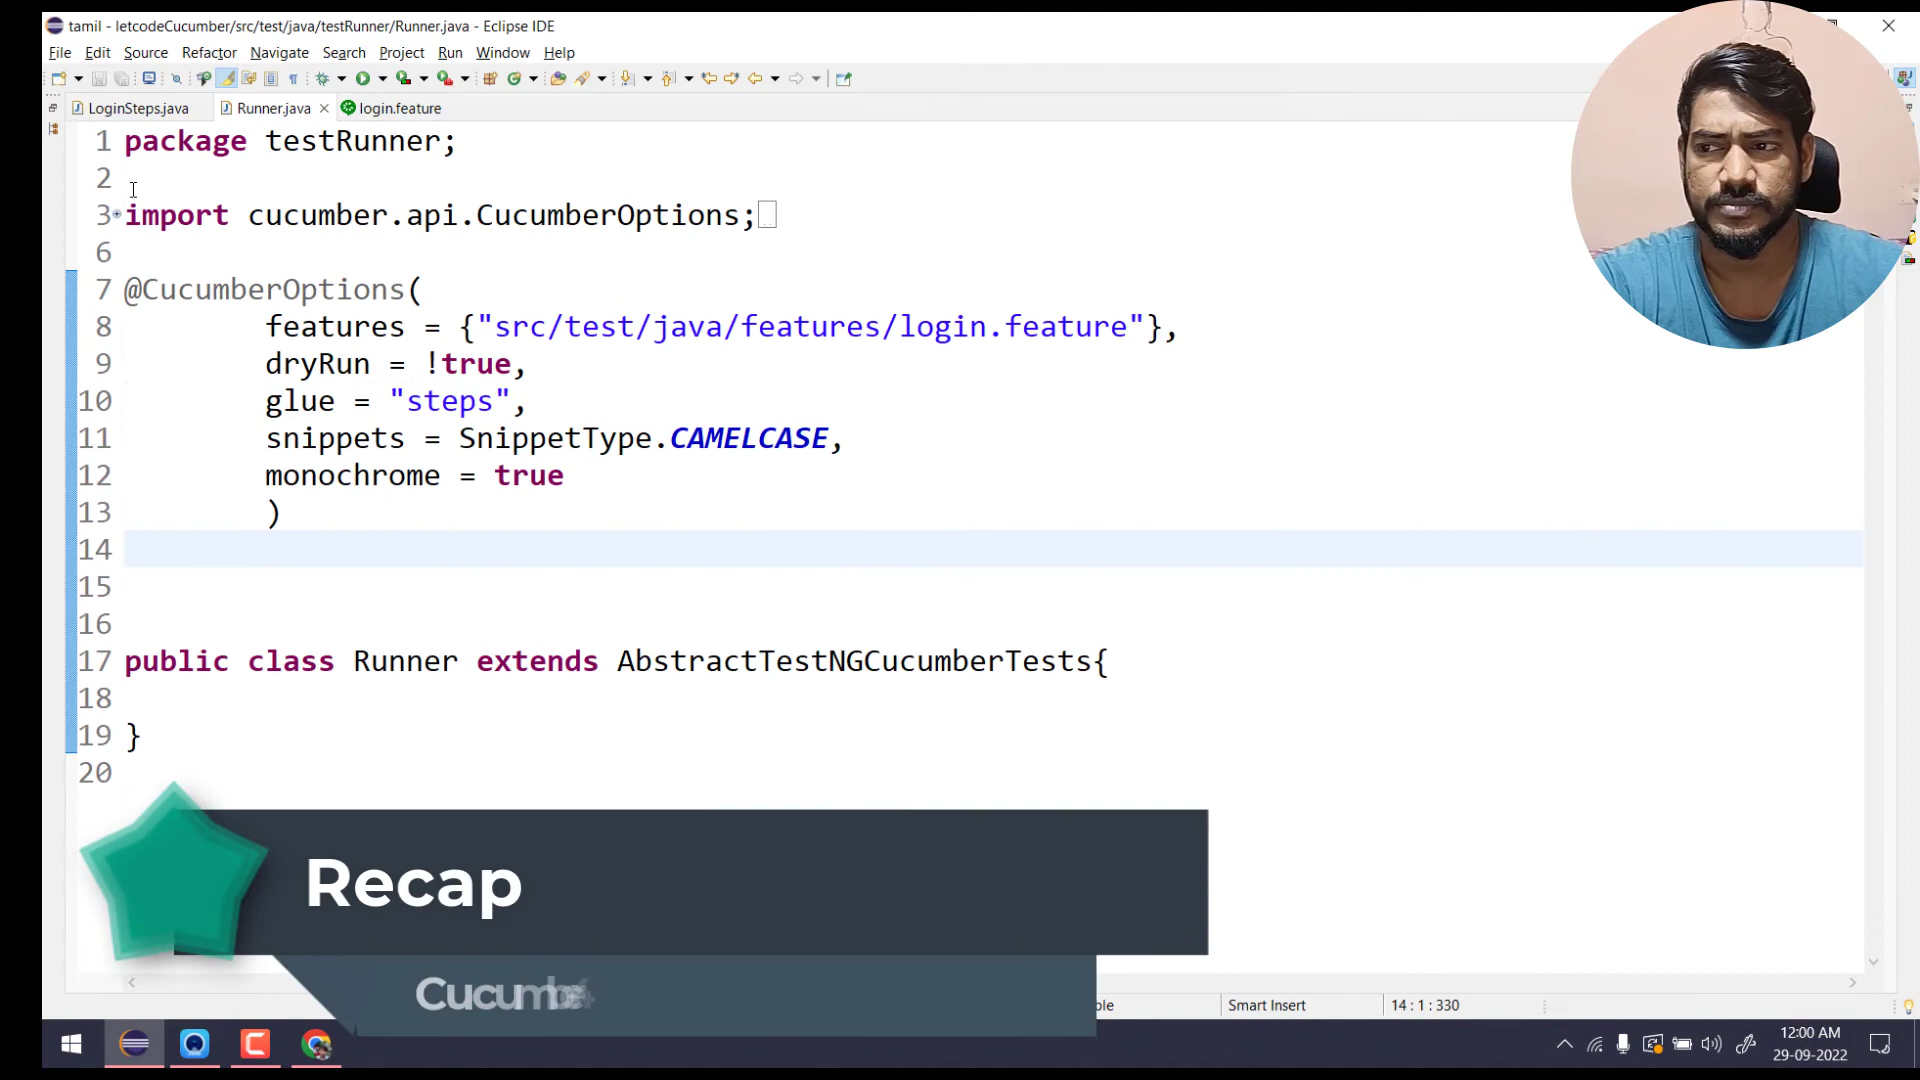 tamil - letcodeCucumber/src/test/java/testRunner/Runner.java - Eclipse IDE
File Edit Source Refactor Navigate Search Project Run Window Help
LoginSteps.java Runner.java login.feature
1 package testRunner;
2
3 import cucumber.api.CucumberOptions;
6
7 @CucumberOptions(
8 features = {"src/test/java/features/login.feature"},
9 dryRun = !true,
10 glue = "steps",
11 snippets = SnippetType.CAMELCASE,
12 monochrome = true
13 )
14
15
16
17 public class Runner extends AbstractTestNGCucumberTests{
18
19 }
20
Recap
ble Smart Insert 14 : 1 : 330
12:00 AM
29-09-2022